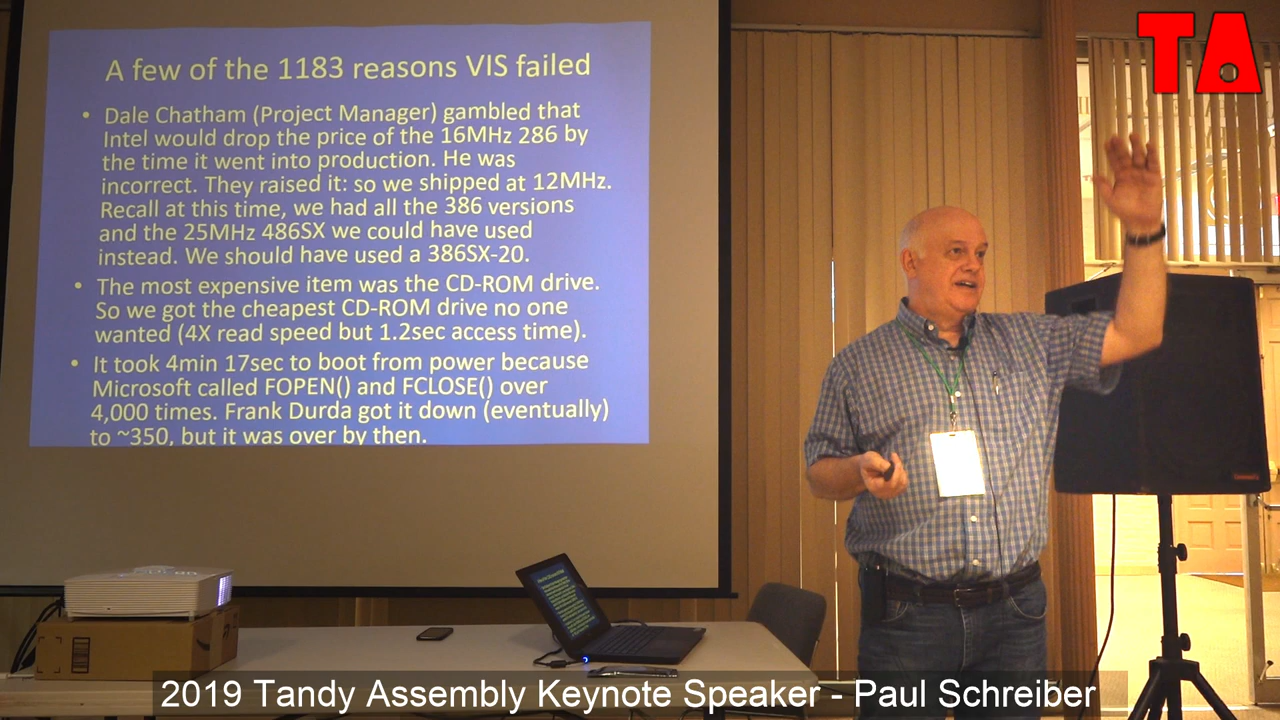 A few of the 1183 reasons VIS failed
• Dale Chatham (Project Manager) gambled that
Intel would drop the price of the 16MHz 286 by
the time it went into production. He was
incorrect. They raised it: so we shipped at 12MHz.
Recall at this time, we had all the 386 versions
and the 25MHz 486SX we could have used
instead. We should have used a 386SX-20.
• The most expensive item was the CD-ROM drive.
So we got the cheapest CD-ROM drive no one
wanted (4X read speed but 1.2sec access time).
• It took 4min 17sec to boot from power because
Microsoft called FOPEN() and FCLOSE() over
4,000 times. Frank Durda got it down (eventually)
to ~350, but it was over by then.
TA
2019 Tandy Assembly Keynote Speaker - Paul Schreiber